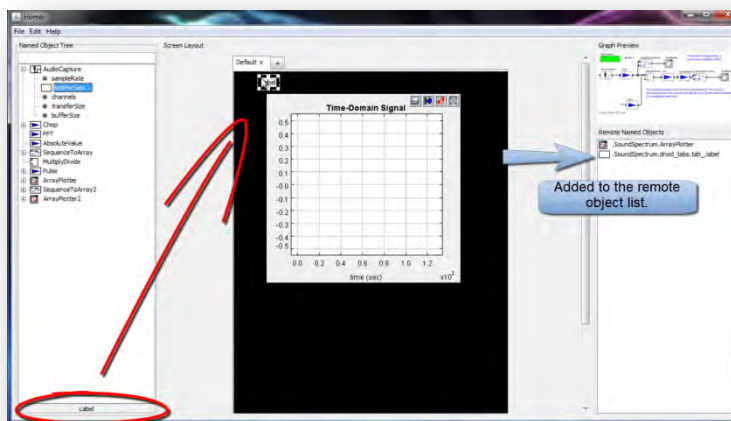 Homer
File Edit Help
Named Object Tree
Screen Layout
Graph Preview
Default x +
AudioCapture
sampleRate
channels
transferSize
bufferSize
Chop
FFT
AbsoluteValue
SequenceToArray
MultiplyDivide
Pulse
ArrayPlotter
SequenceToArray2
ArrayPlotter2
Label
Time-Domain Signal
0.5
0.4
0.3
0.2
0.1
-0.0
-0.1
-0.2
-0.3
-0.4
-0.5
0.0 0.2 0.4 0.6 0.8 1.0 1.2
time (sec)
Remote Named Objects
.SoundSpectrum.ArrayPlotter
.SoundSpectrum.droid_tabs.tab_.label
Added to the remote
object list.
Label